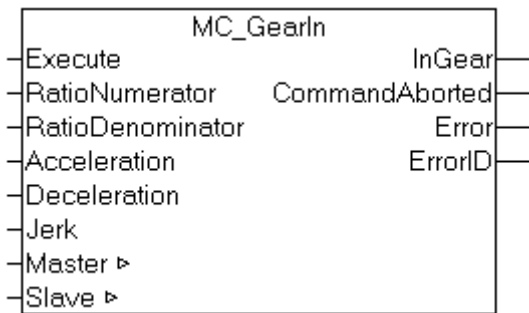 MC_GearIn
Execute InGear
RatioNumerator CommandAborted
RatioDenominator Error
Acceleration ErrorID
Deceleration
Jerk
Master ▹
Slave ▹